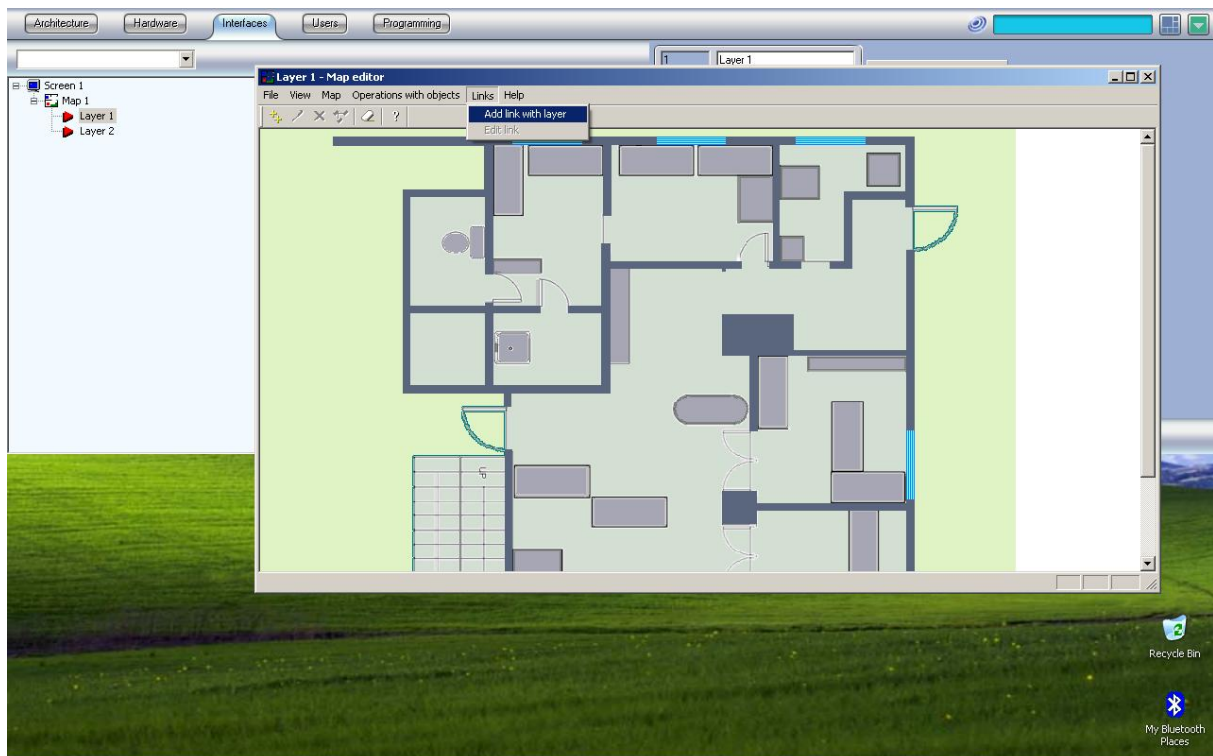 Architecture Hardware Interfaces Users Programming
1 Layer 1
Screen 1
Map 1
Layer 1
Layer 2
Layer 1 - Map editor
File View Map Operations with objects Links Help
Add link with layer
Edit link
?
Recycle Bin
My Bluetooth
Places